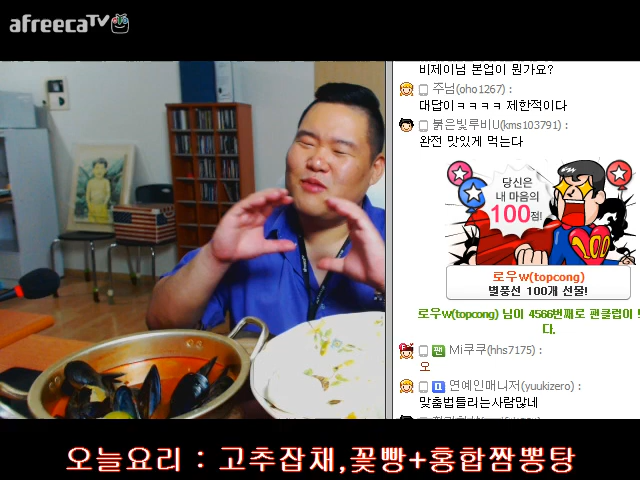 afreecaTV
비제이님 본업이 뭔가요?
주님(oho1267) :
대답이ㅋㅋㅋㅋ 제한적이다
붉은빛루비U(kms103791) :
완전 맛있게 먹는다
당신은
내 마음의
100점!
100
로우w(topcong)
별풍선 100개 선물!
로우w(topcong) 님이 4566번째로 팬클럽이
다.
팬 Mi쿠쿠(hhs7175) :
오
연예인매니저(yuukizero) :
맞춤법틀리는사람많네
오늘요리 : 고추잡채,꽃빵+홍합짬뽕탕